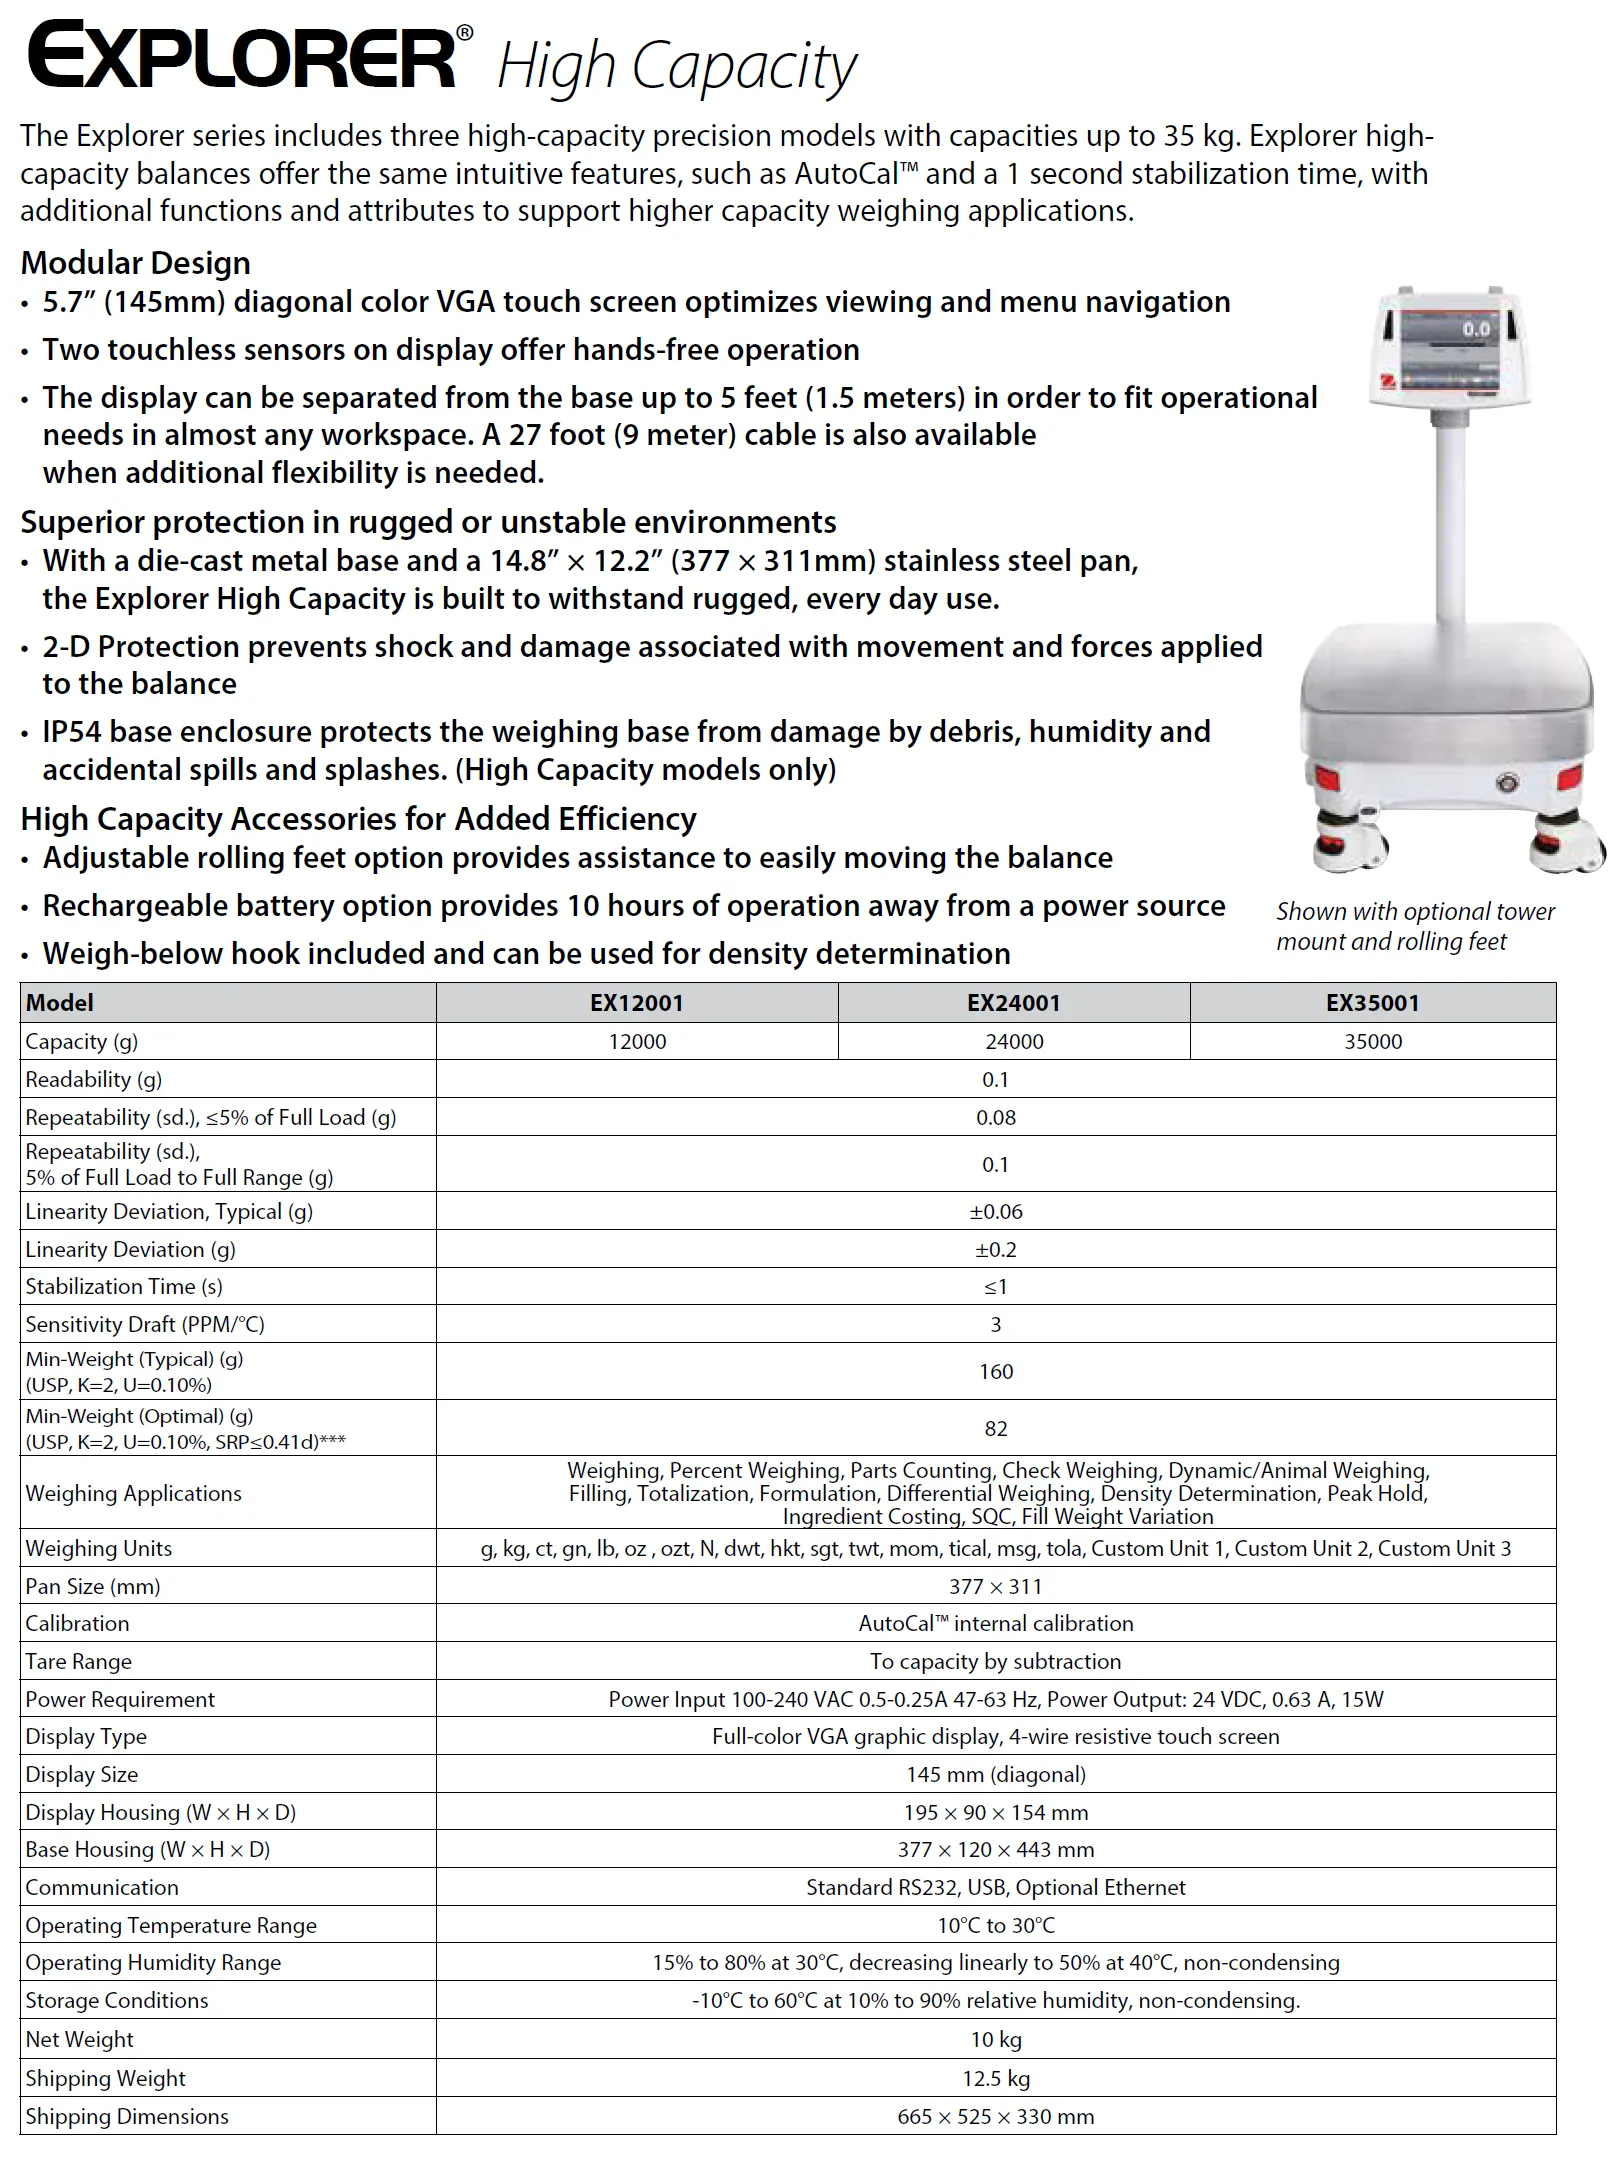 EXPLORER® High Capacity
The Explorer series includes three high-capacity precision models with capacities up to 35 kg. Explorer high-
capacity balances offer the same intuitive features, such as AutoCal™ and a 1 second stabilization time, with
additional functions and attributes to support higher capacity weighing applications.
Modular Design
• 5.7” (145mm) diagonal color VGA touch screen optimizes viewing and menu navigation
• Two touchless sensors on display offer hands-free operation
• The display can be separated from the base up to 5 feet (1.5 meters) in order to fit operational
needs in almost any workspace. A 27 foot (9 meter) cable is also available
when additional flexibility is needed.
0.0
Superior protection in rugged or unstable environments
• With a die-cast metal base and a 14.8” × 12.2” (377 × 311mm) stainless steel pan,
the Explorer High Capacity is built to withstand rugged, every day use.
• 2-D Protection prevents shock and damage associated with movement and forces applied
to the balance
• IP54 base enclosure protects the weighing base from damage by debris, humidity and
accidental spills and splashes. (High Capacity models only)
High Capacity Accessories for Added Efficiency
• Adjustable rolling feet option provides assistance to easily moving the balance
• Rechargeable battery option provides 10 hours of operation away from a power source
• Weigh-below hook included and can be used for density determination
Shown with optional tower
mount and rolling feet
Model EX12001 EX24001 EX35001
Capacity (g) 12000 24000 35000
Readability (g) 0.1
Repeatability (sd.), ≤5% of Full Load (g) 0.08
Repeatability (sd.),
5% of Full Load to Full Range (g) 0.1
Linearity Deviation, Typical (g) ±0.06
Linearity Deviation (g) ±0.2
Stabilization Time (s) ≤1
Sensitivity Draft (PPM/°C) 3
Min-Weight (Typical) (g)
(USP, K=2, U=0.10%) 160
Min-Weight (Optimal) (g)
(USP, K=2, U=0.10%, SRP≤0.41d)*** 82
Weighing Applications
Weighing, Percent Weighing, Parts Counting, Check Weighing, Dynamic/Animal Weighing,
Filling, Totalization, Formulation, Differential Weighing, Density Determination, Peak Hold,
Ingredient Costing, SQC, Fill Weight Variation
Weighing Units g, kg, ct, gn, lb, oz , ozt, N, dwt, hkt, sgt, twt, mom, tical, msg, tola, Custom Unit 1, Custom Unit 2, Custom Unit 3
Pan Size (mm) 377 × 311
Calibration AutoCal™ internal calibration
Tare Range To capacity by subtraction
Power Requirement Power Input 100-240 VAC 0.5-0.25A 47-63 Hz, Power Output: 24 VDC, 0.63 A, 15W
Display Type Full-color VGA graphic display, 4-wire resistive touch screen
Display Size 145 mm (diagonal)
Display Housing (W × H × D) 195 × 90 × 154 mm
Base Housing (W × H × D) 377 × 120 × 443 mm
Communication Standard RS232, USB, Optional Ethernet
Operating Temperature Range 10°C to 30°C
Operating Humidity Range 15% to 80% at 30°C, decreasing linearly to 50% at 40°C, non-condensing
Storage Conditions -10°C to 60°C at 10% to 90% relative humidity, non-condensing.
Net Weight 10 kg
Shipping Weight 12.5 kg
Shipping Dimensions 665 × 525 × 330 mm